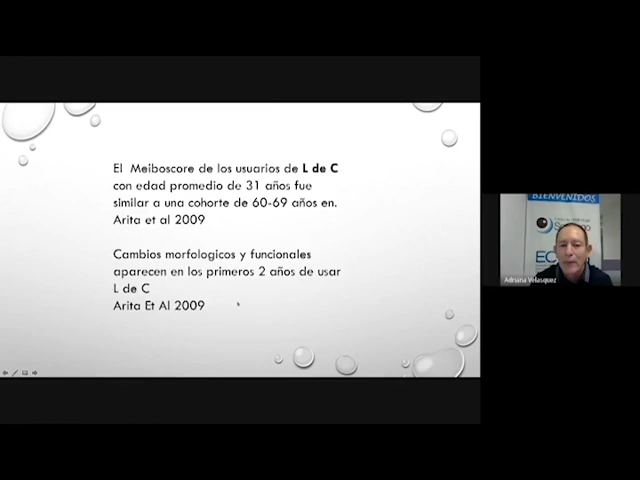 El Meiboscore de los usuarios de L de C
con edad promedio de 31 años fue
similar a una cohorte de 60-69 años en.
Arita et al 2009
Cambios morfologicos y funcionales
aparecen en los primeros 2 años de usar
L de C
Arita Et Al 2009
BIENVENIDOS
Adriana Velasquez